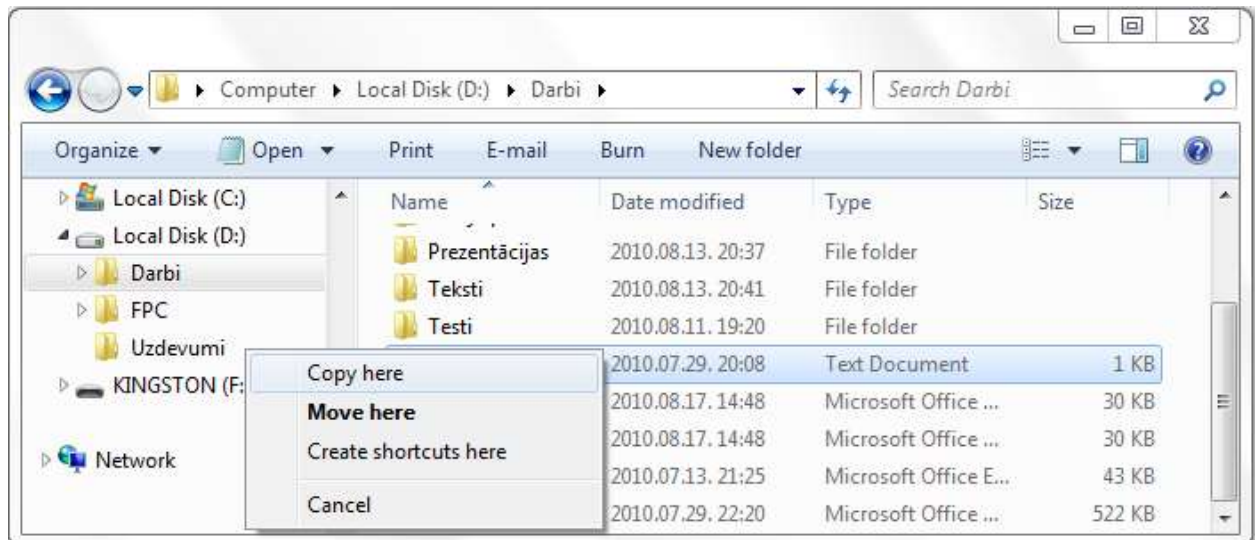 Computer Local Disk (D:) Darbi Search Darbi
Organize Open Print E-mail Burn New folder
Local Disk (C:)
Local Disk (D:)
Darbi
FPC
Uzdevumi
KINGSTON (F:
Network
Name Date modified Type Size
Prezentācijas 2010.08.13. 20:37 File folder
Teksti 2010.08.13. 20:41 File folder
Testi 2010.08.11. 19:20 File folder
2010.07.29. 20:08 Text Document 1 KB
2010.08.17. 14:48 Microsoft Office ... 30 KB
2010.08.17. 14:48 Microsoft Office ... 30 KB
2010.07.13. 21:25 Microsoft Office E... 43 KB
2010.07.29. 22:20 Microsoft Office ... 522 KB
Copy here
Move here
Create shortcuts here
Cancel